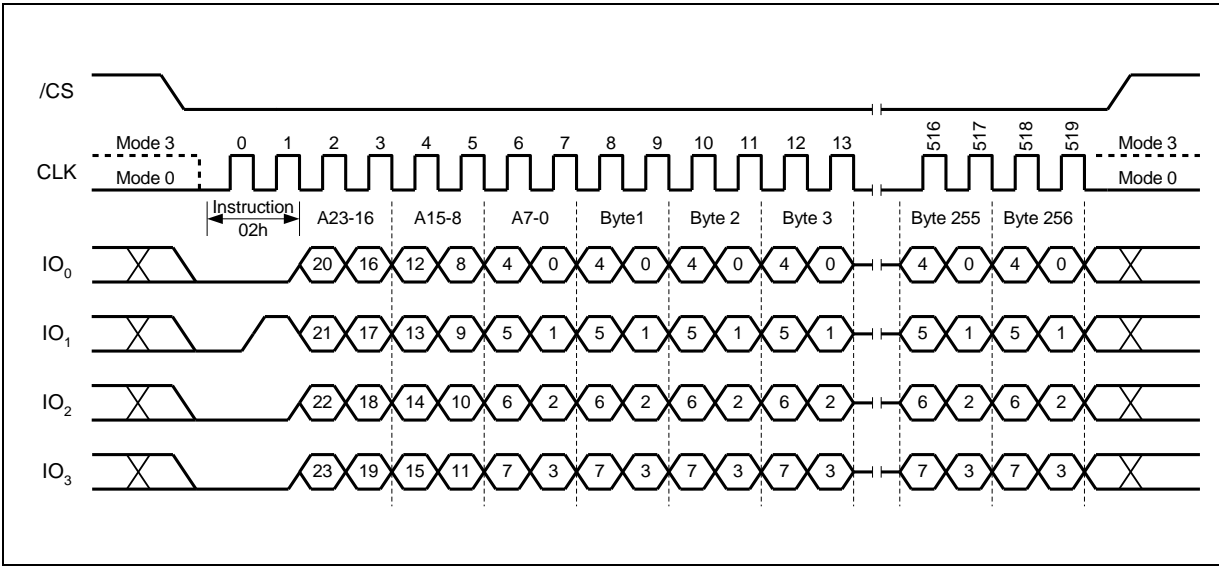 /CS
Mode 3 0 1 2 3 4 5 6 7 8 9 10 11 12 13 516 517 518 519 Mode 3
CLK
Mode 0 Mode 0
Instruction
02h
A23-16 A15-8 A7-0 Byte1 Byte 2 Byte 3 Byte 255 Byte 256
IO0 20 16 12 8 4 0 4 0 4 0 4 0 4 0 4 0
IO1 21 17 13 9 5 1 5 1 5 1 5 1 5 1 5 1
IO2 22 18 14 10 6 2 6 2 6 2 6 2 6 2 6 2
IO3 23 19 15 11 7 3 7 3 7 3 7 3 7 3 7 3